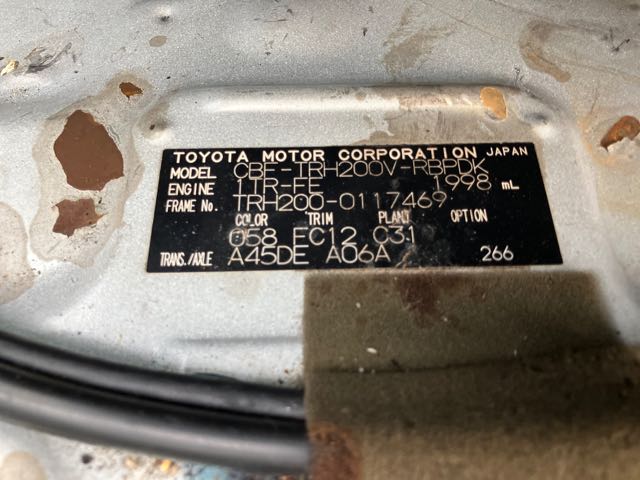 TOYOTA MOTOR CORPORATION JAPAN
MODEL CBF-TRH200V-RBPDK
ENGINE 1TR-FE 1998 mL
FRAME No. TRH200-0117469
COLOR TRIM PLANT OPTION
058 FC12 C31
TRANS./AXLE A45DE A06A 266